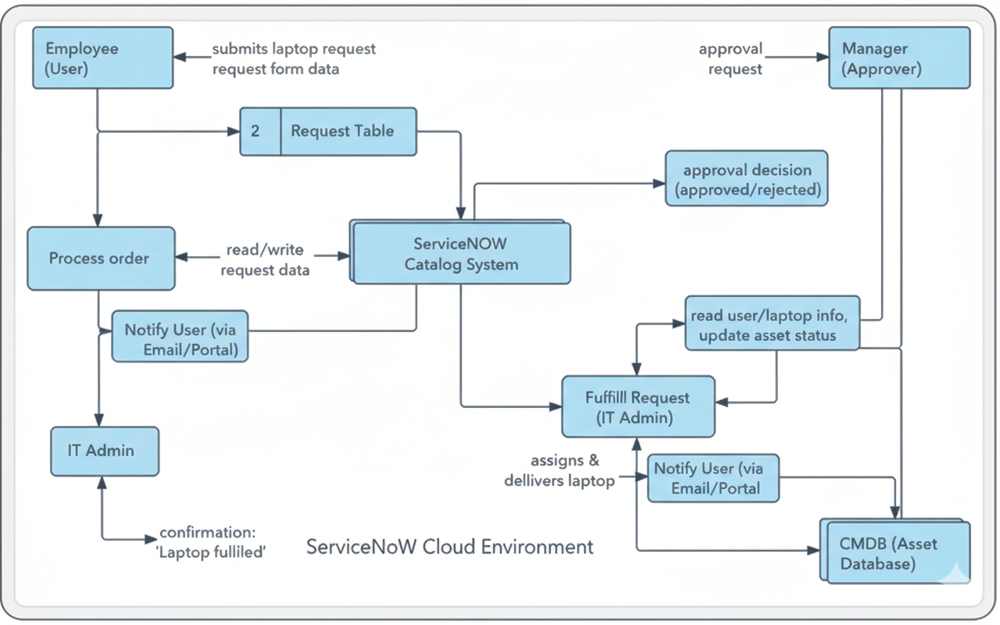 Employee
(User)
submits laptop request
request form data
approval
request
Manager
(Approver)
2
Request Table
approval decision
(approved/rejected)
Process order
read/write
request data
ServiceNOW
Catalog System
Notify User (via
Email/Portal)
read user/laptop info,
update asset status
Fuffilll Request
(IT Admin)
IT Admin
assigns &
dellivers laptop
Notify User (via
Email/Portal
confirmation:
'Laptop fulliled'
ServiceNoW Cloud Environment
CMDB (Asset
Database)